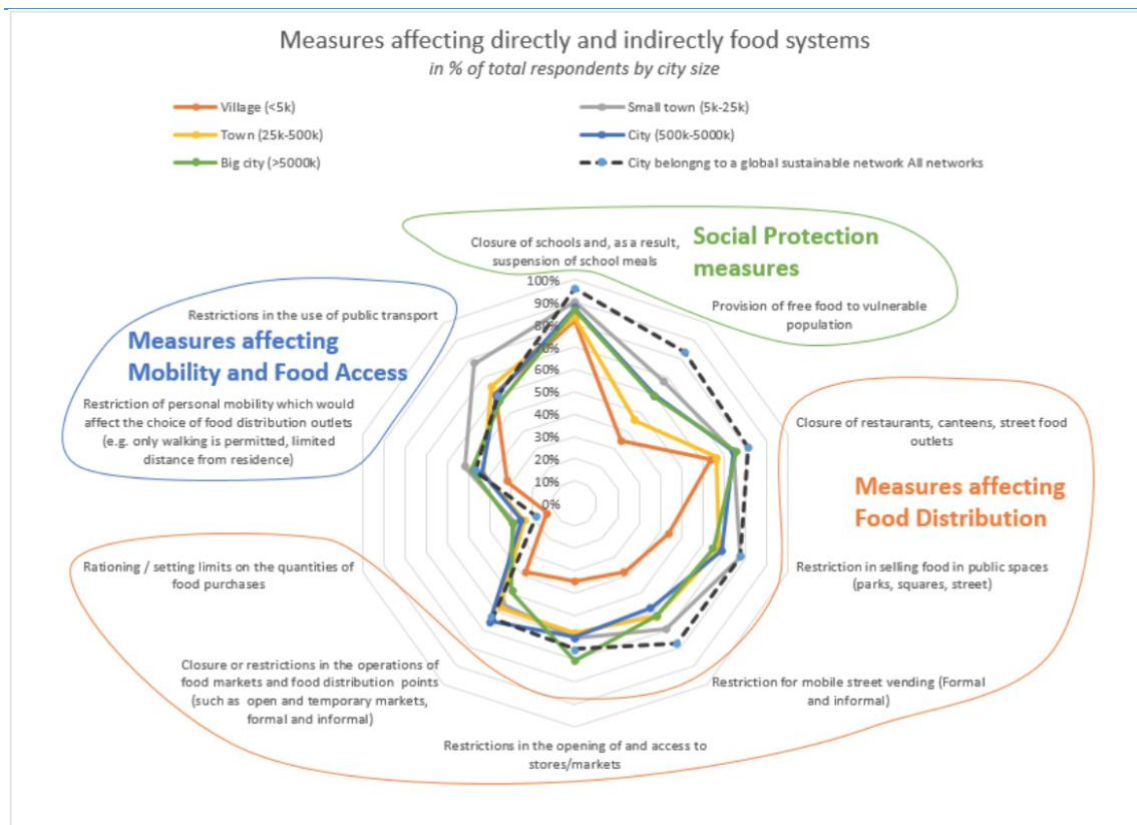 Measures affecting directly and indirectly food systems
in % of total respondents by city size
Village (<5k)
Small town (5k-25k)
Town (25k-500k)
City (500k-5000k)
Big city (>5000k)
City belongng to a global sustainable network All networks
Closure of schools and, as a result,
suspension of school meals
Social Protection
measures
Provision of free food to vulnerable
population
Restrictions in the use of public transport
Measures affecting
Mobility and Food Access
Restriction of personal mobility which would
affect the choice of food distribution outlets
(e.g. only walking is permitted, limited
distance from residence)
100%
90%
80%
70%
60%
50%
40%
30%
20%
10%
0%
Closure of restaurants, canteens, street food
outlets
Measures affecting
Food Distribution
Restriction in selling food in public spaces
(parks, squares, street)
Rationing / setting limits on the quantities of
food purchases
Closure or restrictions in the operations of
food markets and food distribution points
(such as open and temporary markets,
formal and informal)
Restriction for mobile street vending (Formal
and informal)
Restrictions in the opening of and access to
stores/markets